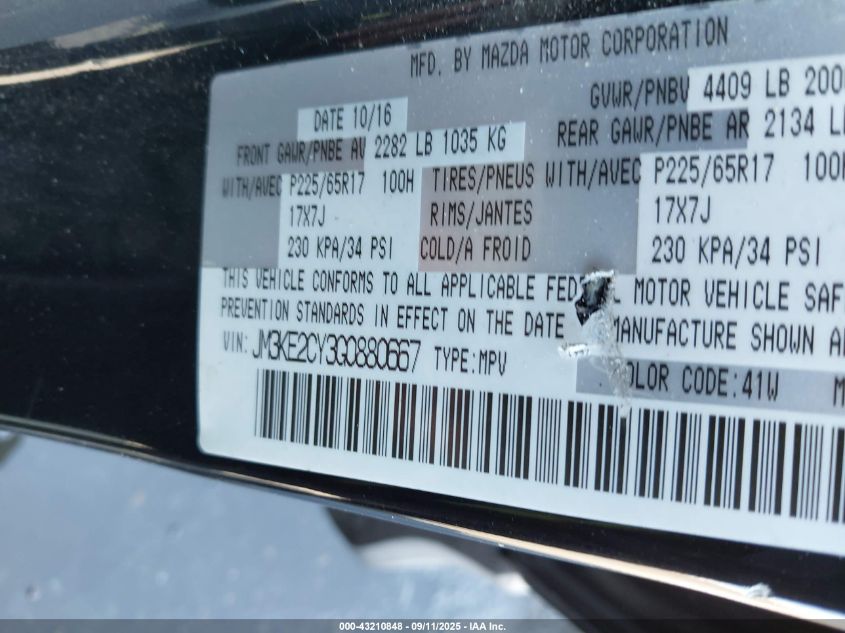 MFD. BY MAZDA MOTOR CORPORATION
DATE 10/16
GVWR/PNBV 4409 LB 200
FRONT GAWR/PNBE AV 2282 LB 1035 KG
REAR GAWR/PNBE AR 2134 L
WITH/AVEC P225/65R17 100H TIRES/PNEUS WITH/AVEC P225/65R17 100H
17X7J RIMS/JANTES 17X7J
230 KPA/34 PSI COLD/A FROID 230 KPA/34 PSI
THIS VEHICLE CONFORMS TO ALL APPLICABLE FED L MOTOR VEHICLE SAF
PREVENTION STANDARDS IN EFFECT ON THE DATE MANUFACTURE SHOWN A
VIN: JM3KE2CY3G0880667 TYPE:MPV
OLOR CODE:41W M
000-43210848 - 09/11/2025 - IAA Inc.